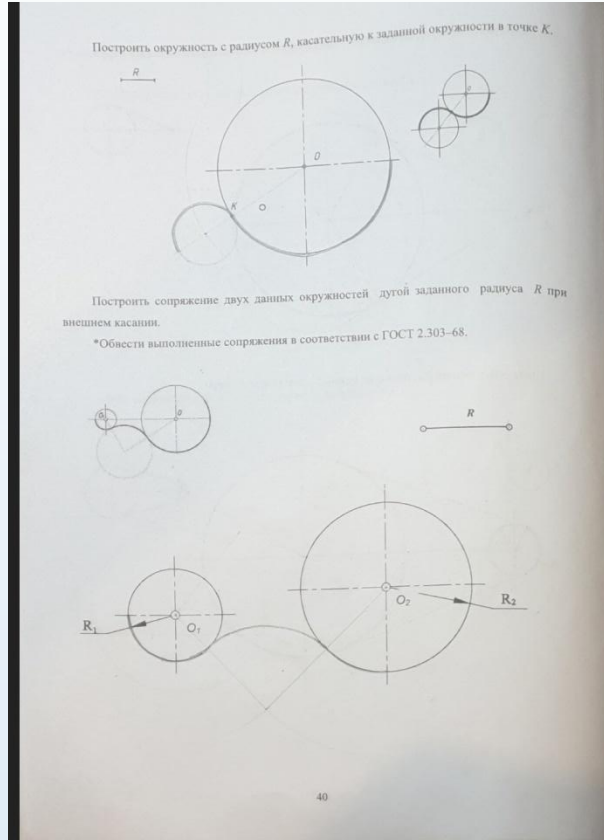 Построить окружность с радиусом R, касательную к заданной окружности в точке K.
R
O
K
Построить сопряжение двух данных окружностей дугой заданного радиуса R при
внешнем касании.
*Обвести выполненные сопряжения в соответствии с ГОСТ 2.303–68.
R
O₁
O₂
R₁
R₂
40